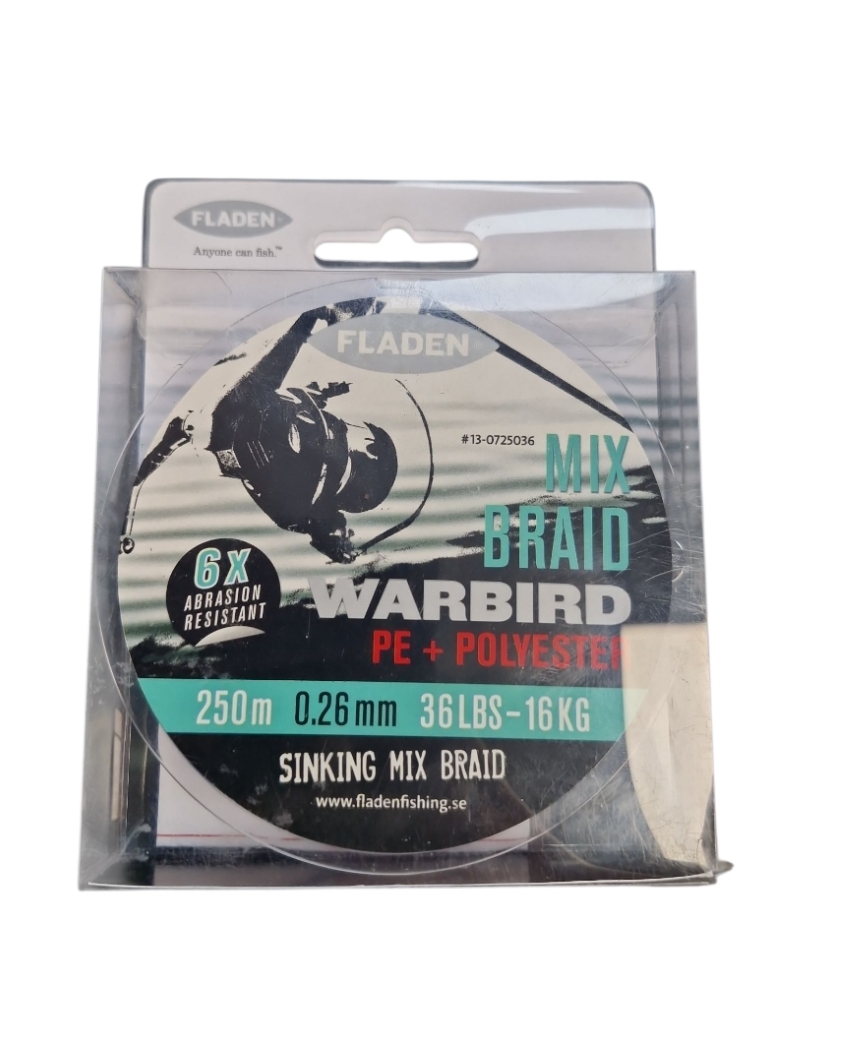 FLADEN
Anyone can fish.™
FLADEN
#13-0725036
MIX
BRAID
6X
ABRASION
RESISTANT
WARBIRD
PE + POLYESTER
250m 0.26mm 36LBS-16KG
SINKING MIX BRAID
www.fladenfishing.se